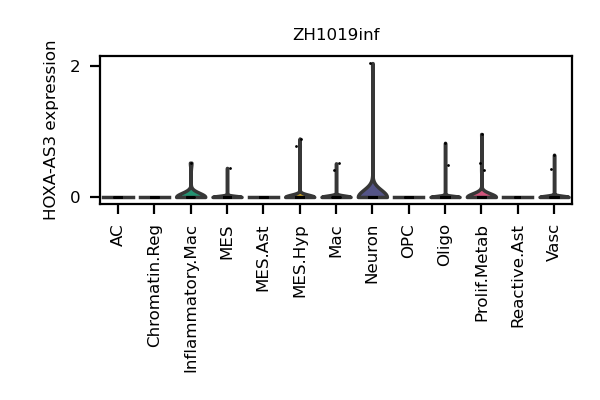 ZH1019inf
HOXA-AS3 expression
2
0
AC
Chromatin.Reg
Inflammatory.Mac
MES
MES.Ast
MES.Hyp
Mac
Neuron
OPC
Oligo
Prolif.Metab
Reactive.Ast
Vasc